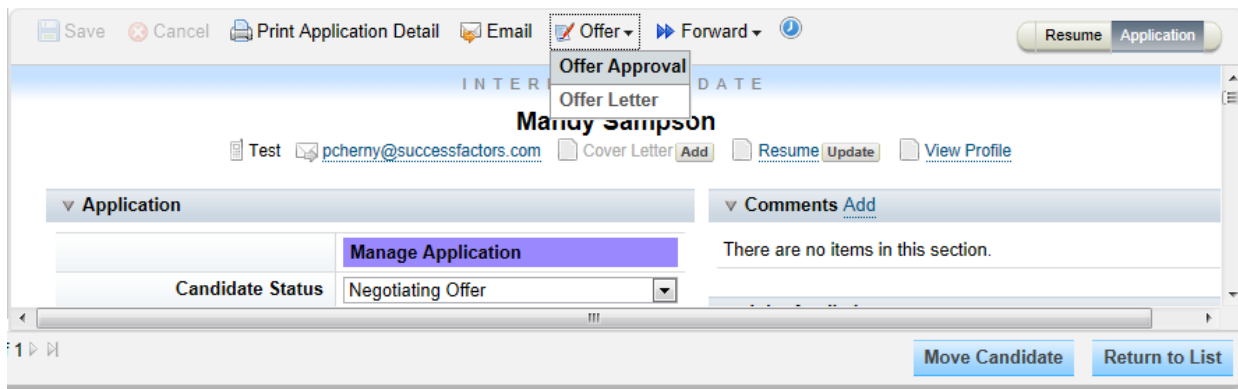 Save Cancel Print Application Detail Email Offer Forward Resume Application
Offer Approval
Offer Letter
INTER DATE
Mandy Sampson
Test pcherny@successfactors.com Cover Letter Add Resume Update View Profile
Application
Comments Add
Manage Application
There are no items in this section.
Candidate Status Negotiating Offer
1
Move Candidate Return to List